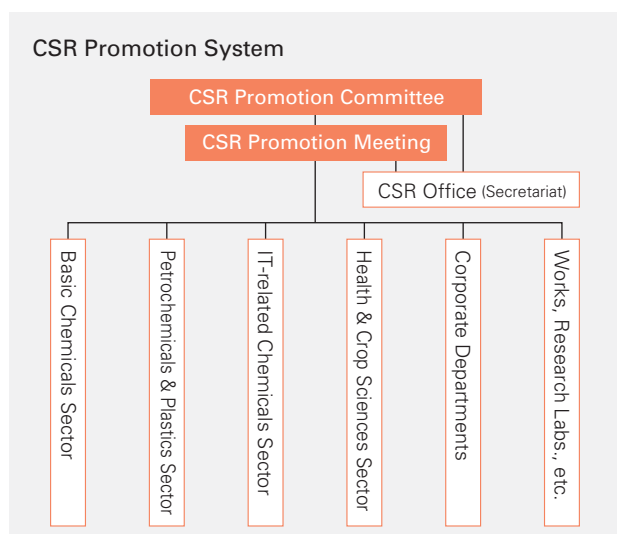 CSR Promotion System
CSR Promotion Committee
CSR Promotion Meeting
CSR Office (Secretariat)
Basic Chemicals Sector
Petrochemicals & Plastics Sector
IT-related Chemicals Sector
Health & Crop Sciences Sector
Corporate Departments
Works, Research Labs., etc.